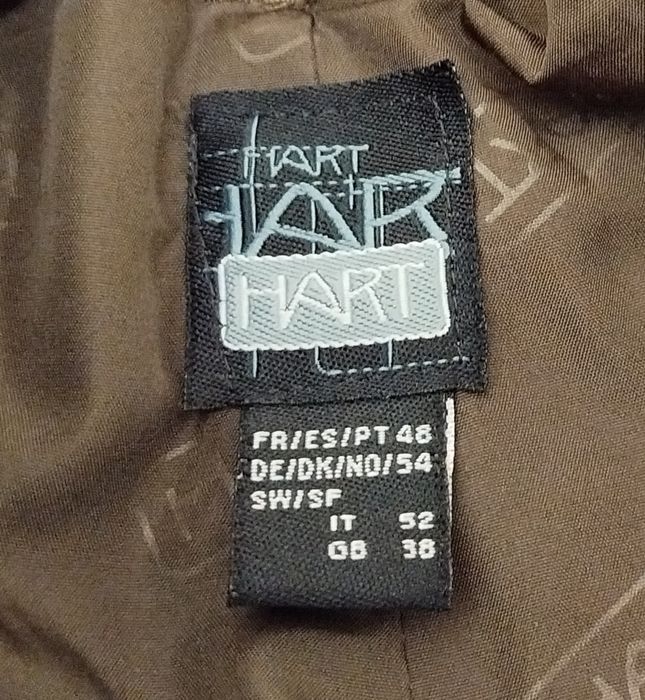 HART
HAR
HART
FR/ES/PT 48
DE/DK/NO/54
SW/SF
IT 52
GB 38